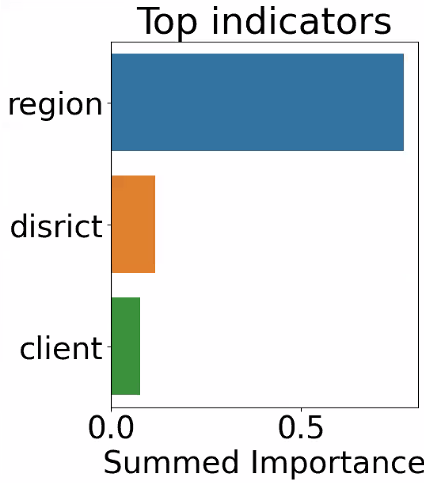 Top indicators
region
disrict
client
0.0
0.5
Summed Importance